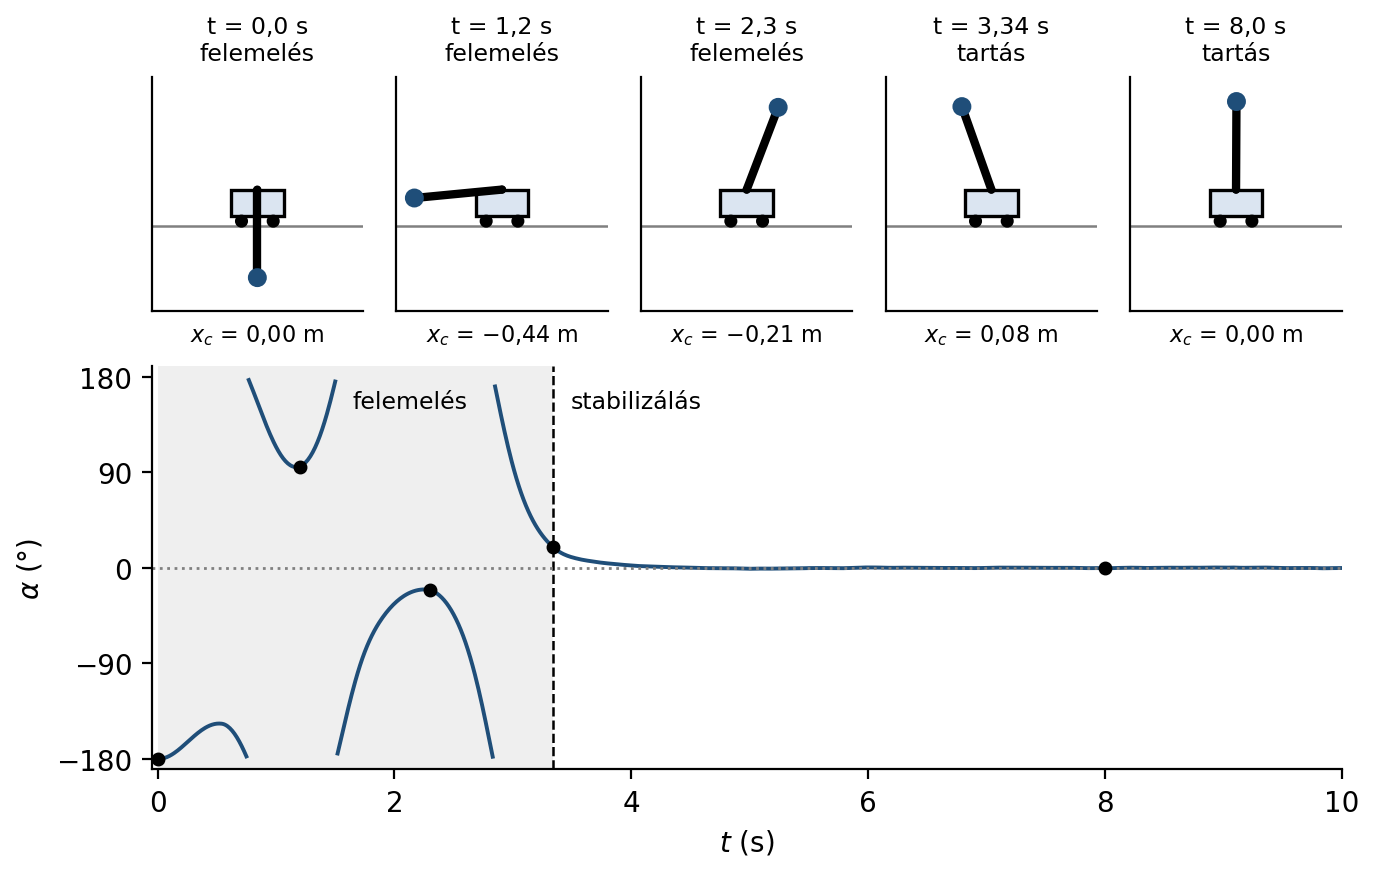 t = 0,0 s
felemelés
t = 1,2 s
felemelés
t = 2,3 s
felemelés
t = 3,34 s
tartás
t = 8,0 s
tartás
x_c = 0,00 m
x_c = −0,44 m
x_c = −0,21 m
x_c = 0,08 m
x_c = 0,00 m
180
90
0
−90
−180
α (°)
felemelés
stabilizálás
0
2
4
6
8
10
t (s)